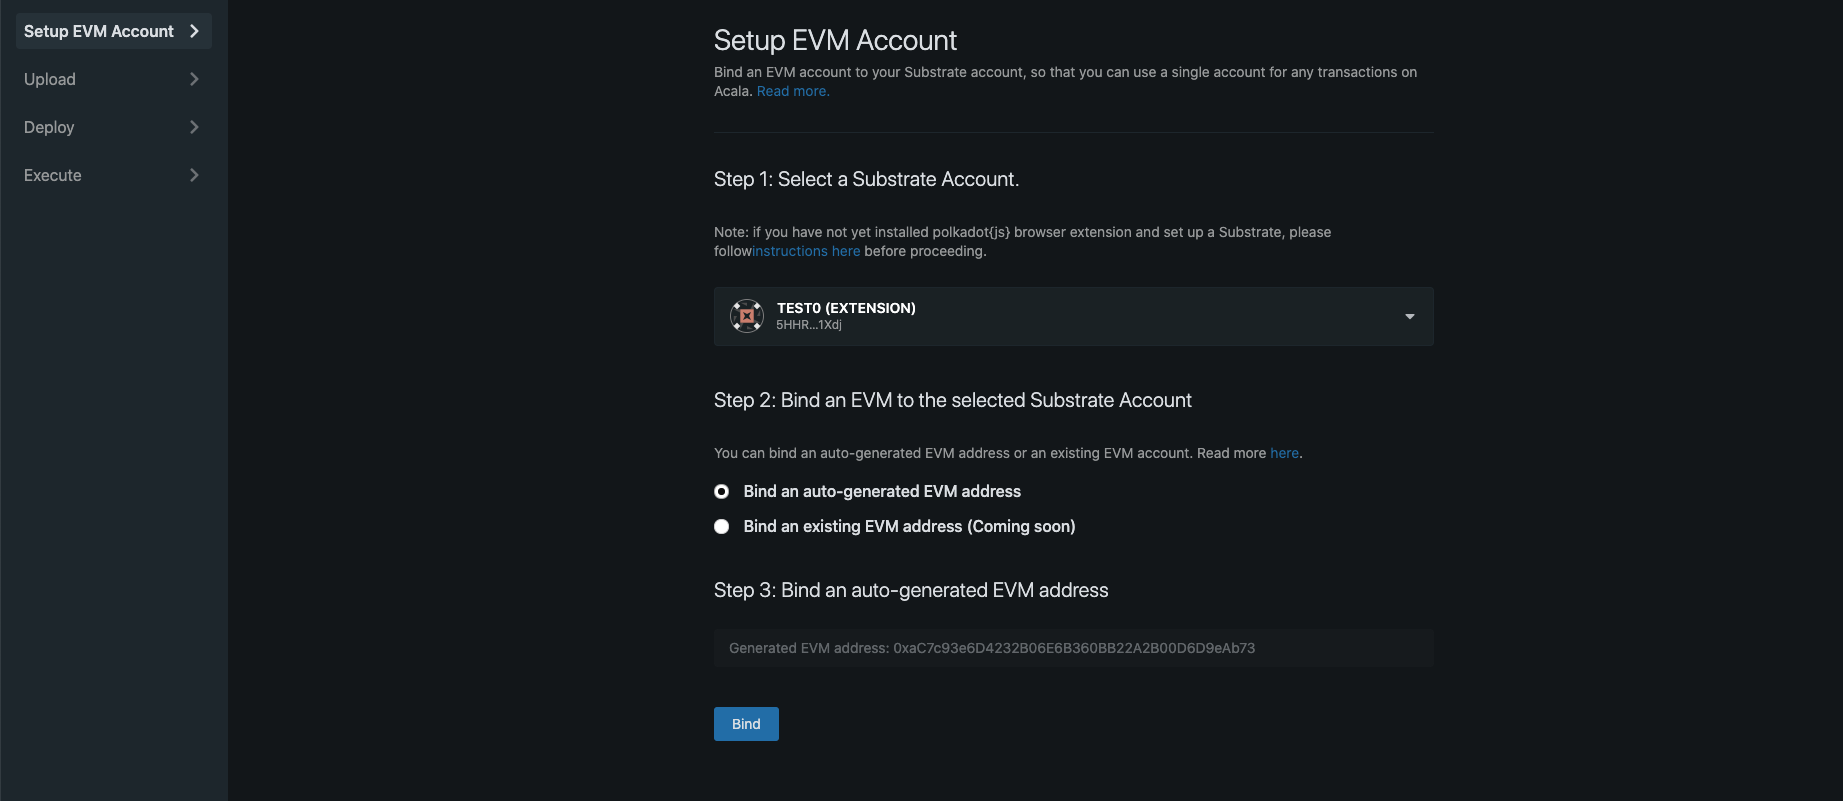 Setup EVM Account
Upload
Deploy
Execute
Setup EVM Account
Bind an EVM account to your Substrate account, so that you can use a single account for any transactions on
Acala. Read more.
Step 1: Select a Substrate Account.
Note: if you have not yet installed polkadot{js} browser extension and set up a Substrate, please
followinstructions here before proceeding.
TEST0 (EXTENSION)
5HHR...1Xdj
Step 2: Bind an EVM to the selected Substrate Account
You can bind an auto-generated EVM address or an existing EVM account. Read more here.
Bind an auto-generated EVM address
Bind an existing EVM address (Coming soon)
Step 3: Bind an auto-generated EVM address
Generated EVM address: 0xaC7c93e6D4232B06E6B360BB22A2B00D6D9eAb73
Bind